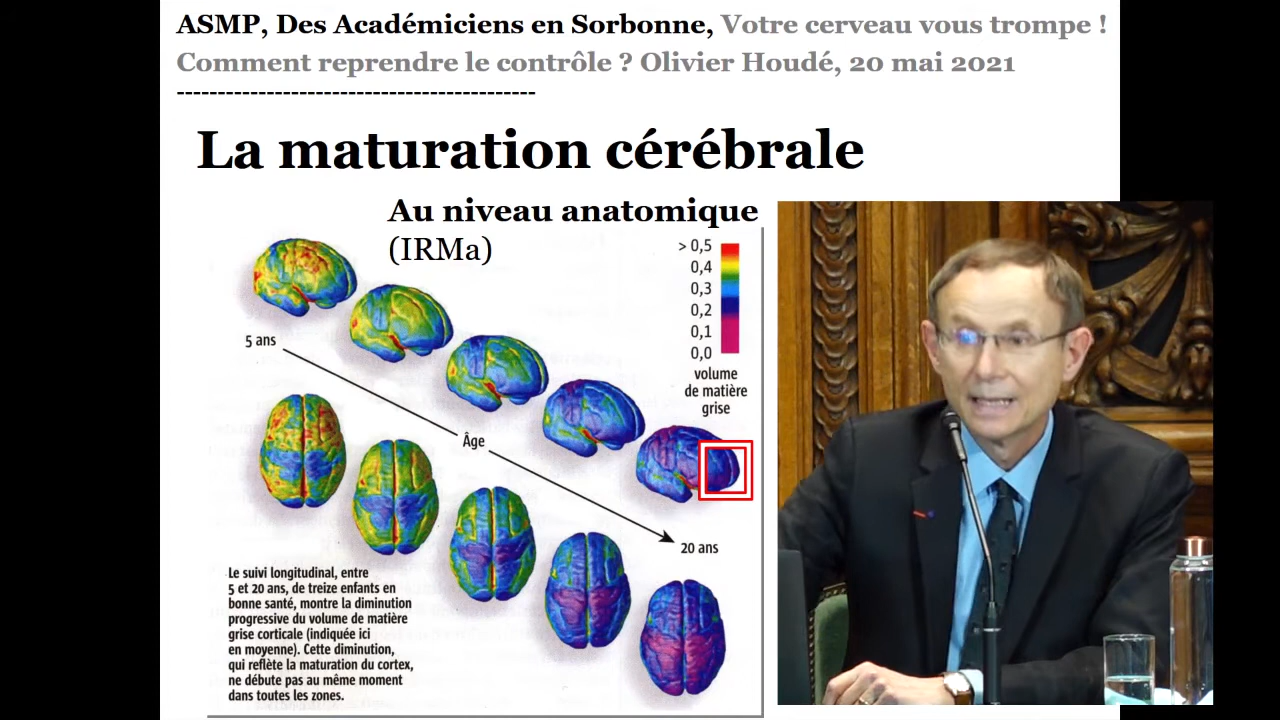 ASMP, Des Académiciens en Sorbonne, Votre cerveau vous trompe !
Comment reprendre le contrôle ? Olivier Houdé, 20 mai 2021
------------------------------------------
La maturation cérébrale
Au niveau anatomique
(IRMa)
> 0,5
0,4
0,3
0,2
0,1
0,0
volume
de matière
grise
5 ans
Âge
20 ans
Le suivi longitudinal, entre
5 et 20 ans, de treize enfants en
bonne santé, montre la diminution
progressive du volume de matière
grise corticale (indiquée ici
en moyenne). Cette diminution,
qui reflète la maturation du cortex,
ne débute pas au même moment
dans toutes les zones.